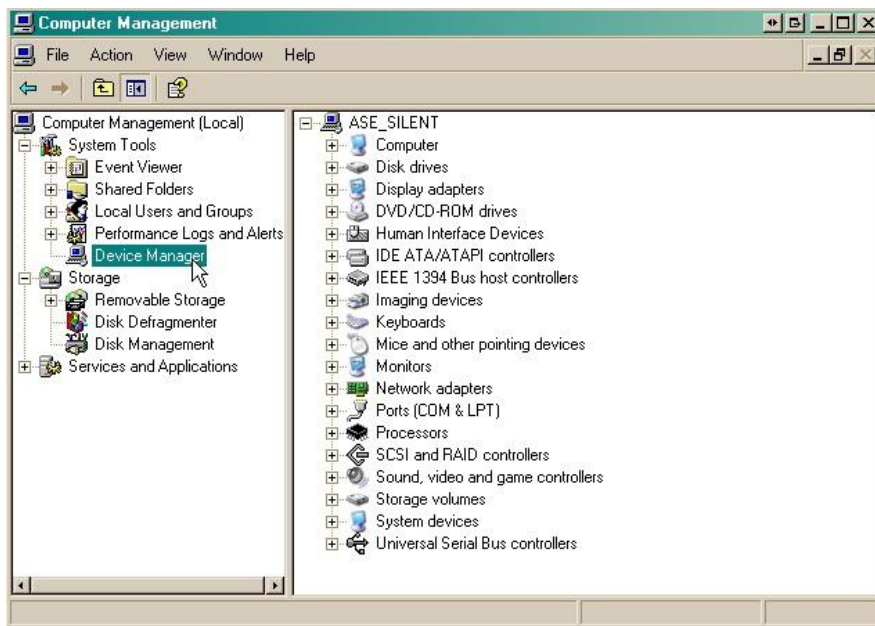 Computer Management
File Action View Window Help
Computer Management (Local)
System Tools
Event Viewer
Shared Folders
Local Users and Groups
Performance Logs and Alerts
Device Manager
Storage
Removable Storage
Disk Defragmenter
Disk Management
Services and Applications
ASE_SILENT
Computer
Disk drives
Display adapters
DVD/CD-ROM drives
Human Interface Devices
IDE ATA/ATAPI controllers
IEEE 1394 Bus host controllers
Imaging devices
Keyboards
Mice and other pointing devices
Monitors
Network adapters
Ports (COM & LPT)
Processors
SCSI and RAID controllers
Sound, video and game controllers
Storage volumes
System devices
Universal Serial Bus controllers